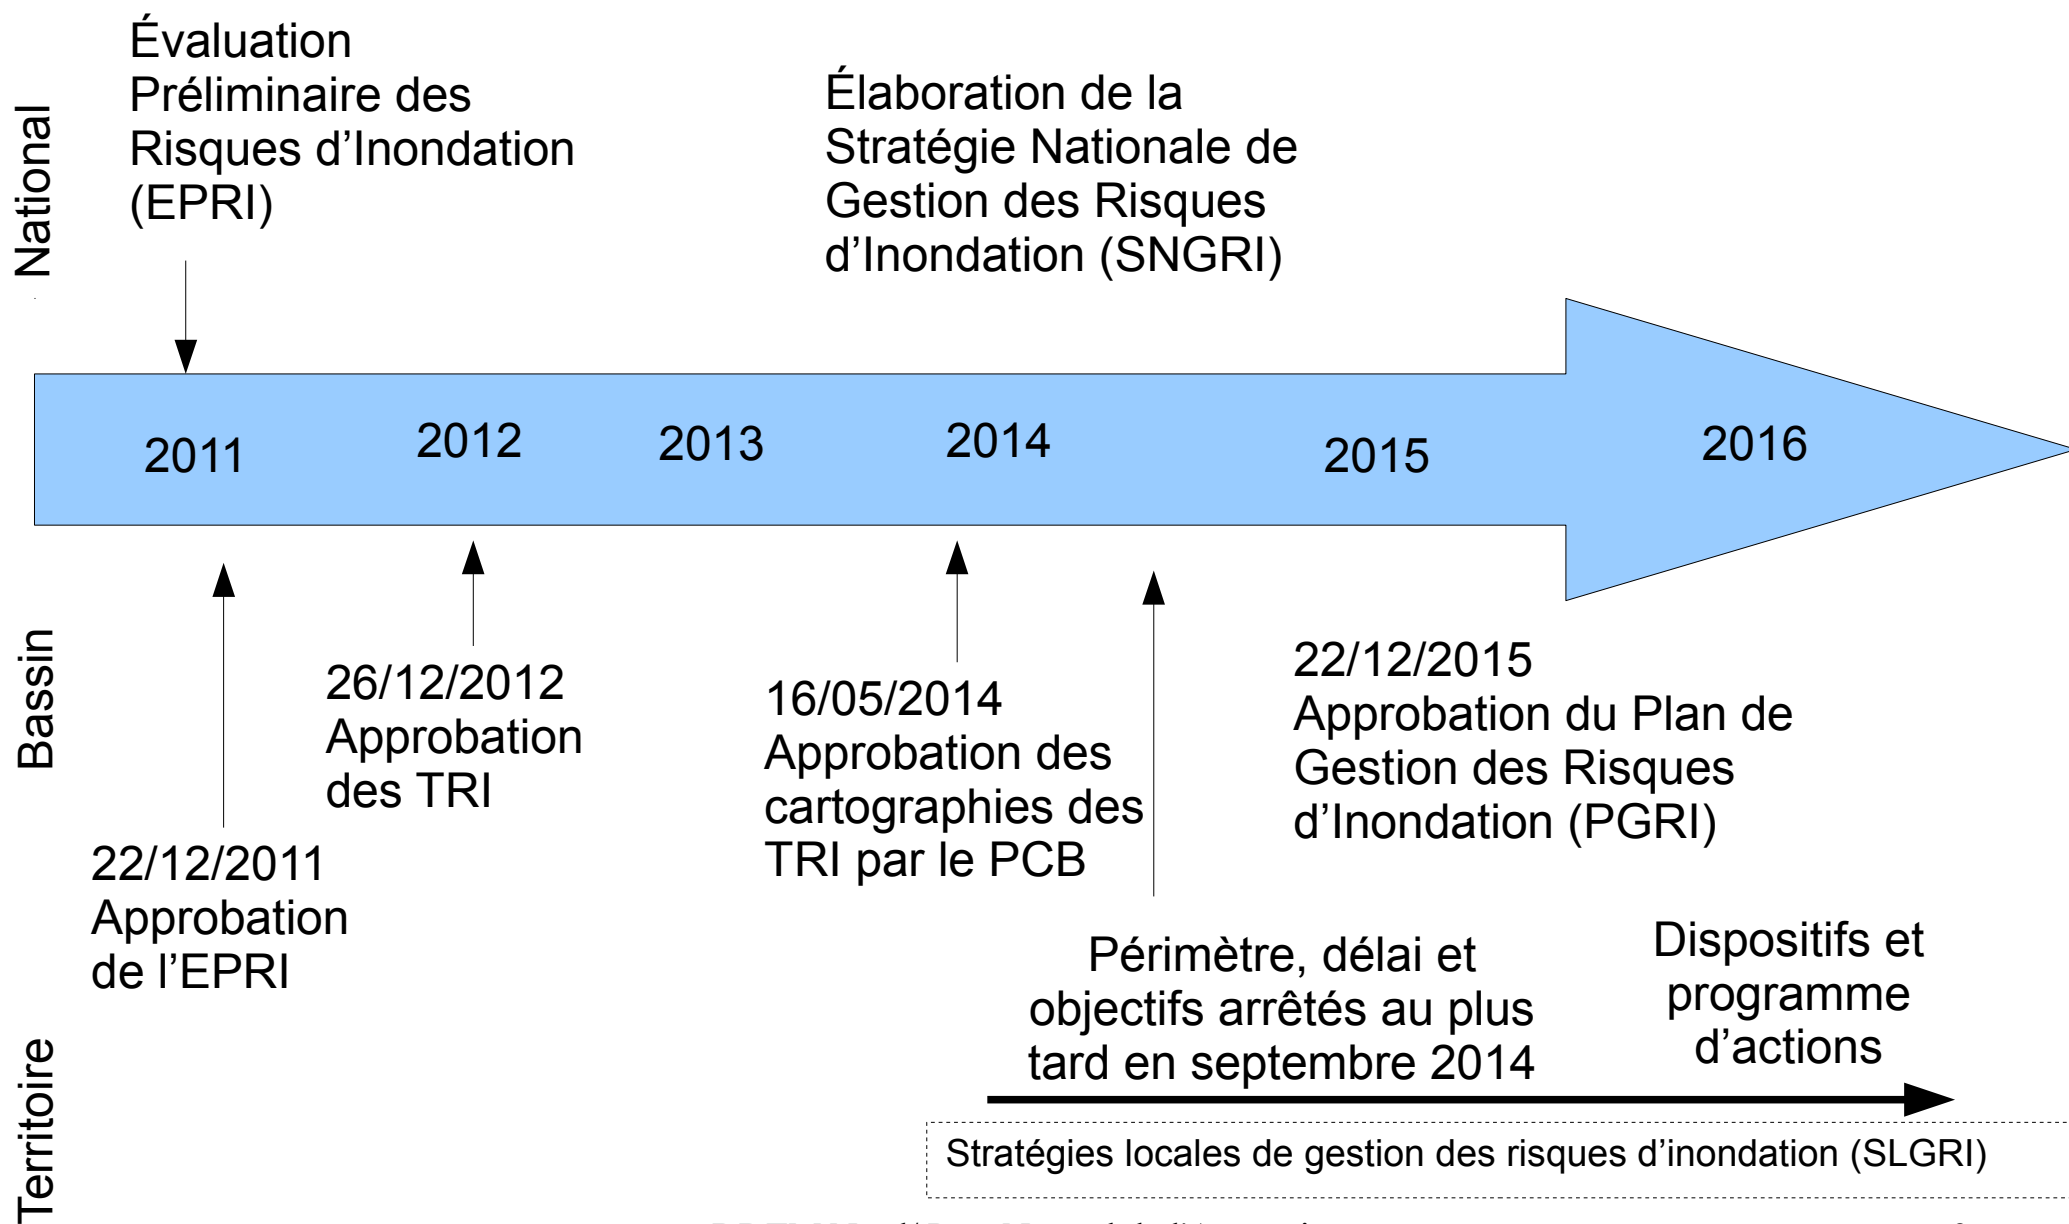 National
Évaluation
Préliminaire des
Risques d’Inondation
(EPRI)
Élaboration de la
Stratégie Nationale de
Gestion des Risques
d’Inondation (SNGRI)
2011
2012
2013
2014
2015
2016
Bassin
22/12/2011
Approbation
de l’EPRI
26/12/2012
Approbation
des TRI
16/05/2014
Approbation des
cartographies des
TRI par le PCB
22/12/2015
Approbation du Plan de
Gestion des Risques
d’Inondation (PGRI)
Territoire
Périmètre, délai et
objectifs arrêtés au plus
tard en septembre 2014
Dispositifs et
programme
d’actions
Stratégies locales de gestion des risques d’inondation (SLGRI)